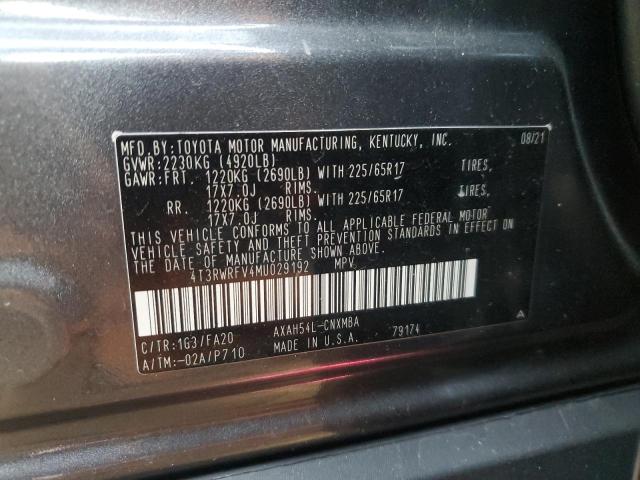 MFD. BY: TOYOTA MOTOR MANUFACTURING, KENTUCKY, INC. 08/21
GVWR: 2230KG (4920LB)
GAWR: FRT. 1220KG (2690LB) WITH 225/65R17 TIRES,
17X7.0J RIMS.
RR. 1220KG (2690LB) WITH 225/65R17 TIRES,
17X7.0J RIMS.
THIS VEHICLE CONFORMS TO ALL APPLICABLE FEDERAL MOTOR
VEHICLE SAFETY AND THEFT PREVENTION STANDARDS IN EFFECT ON
THE DATE OF MANUFACTURE SHOWN ABOVE.
4T3RWRFV4MU029192 MPV
C/TR: 1G3/FA20 AXAH54L-CNXMBA 79174
A/TM: -02A/P710 MADE IN U.S.A.